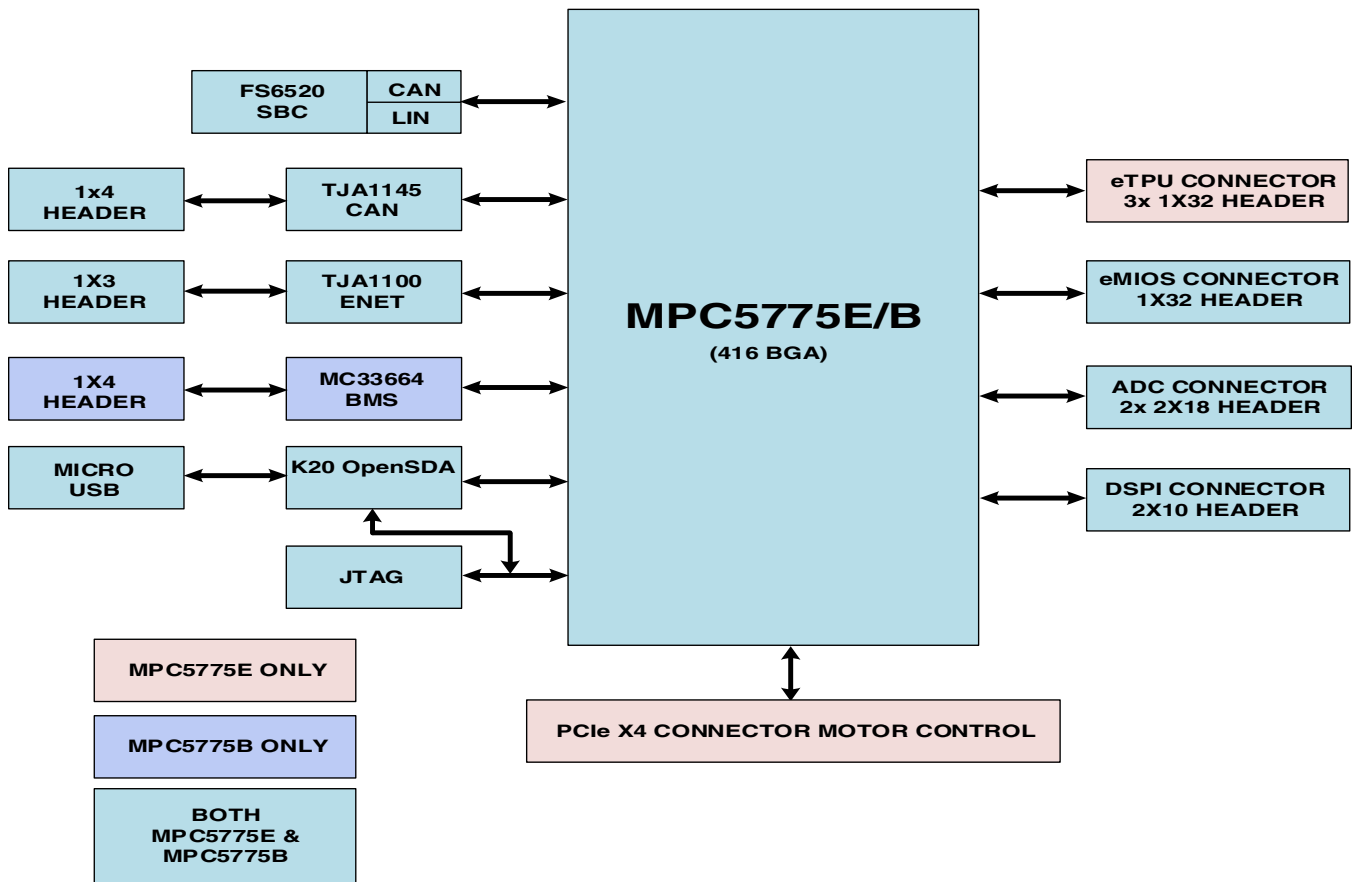 FS6520
SBC
CAN
LIN
1x4
HEADER
TJA1145
CAN
1X3
HEADER
TJA1100
ENET
1X4
HEADER
MC33664
BMS
MICRO
USB
K20 OpenSDA
JTAG
MPC5775E/B
(416 BGA)
eTPU CONNECTOR
3x 1X32 HEADER
eMIOS CONNECTOR
1X32 HEADER
ADC CONNECTOR
2x 2X18 HEADER
DSPI CONNECTOR
2X10 HEADER
PCIe X4 CONNECTOR MOTOR CONTROL
MPC5775E ONLY
MPC5775B ONLY
BOTH
MPC5775E &
MPC5775B